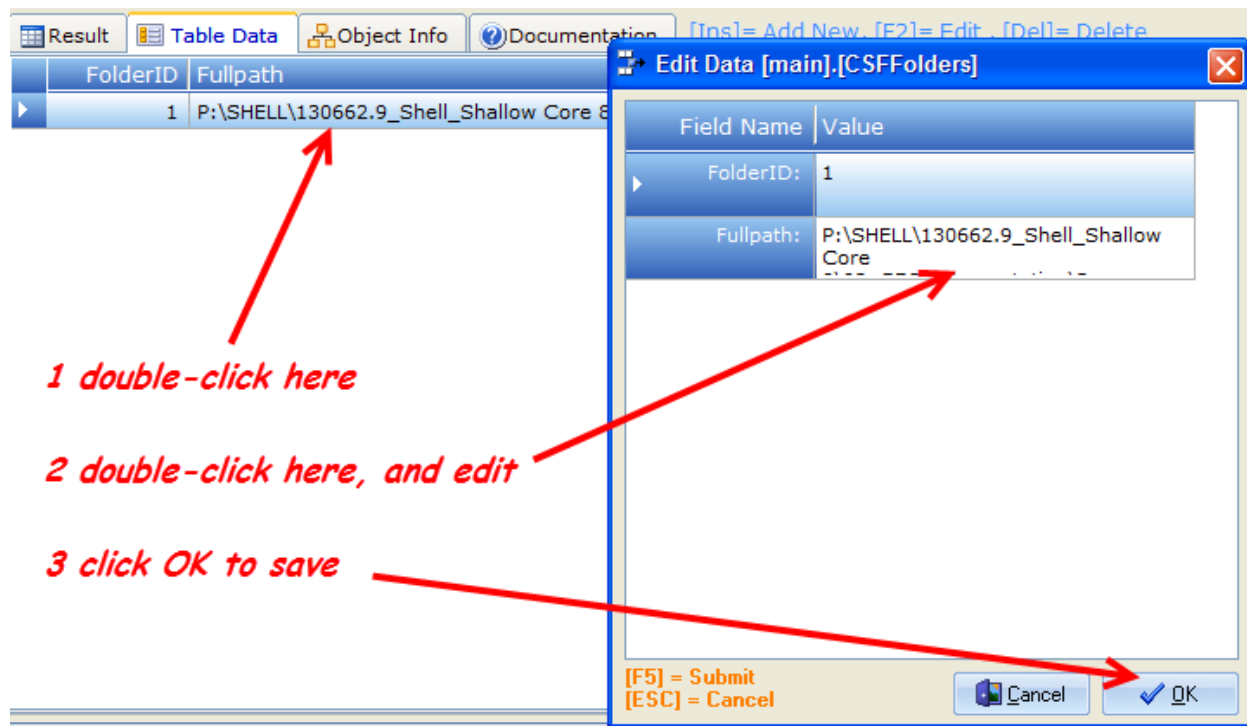 Result Table Data Object Info Documentation [Ins]= Add New, [F2]= Edit , [Del]= Delete
FolderID Fullpath
1 P:\SHELL\130662.9_Shell_Shallow Core 8
Edit Data [main].[CSFFolders]
Field Name Value
FolderID: 1
Fullpath: P:\SHELL\130662.9_Shell_Shallow
Core
1 double-click here
2 double-click here, and edit
3 click OK to save
[F5] = Submit
[ESC] = Cancel
Cancel OK